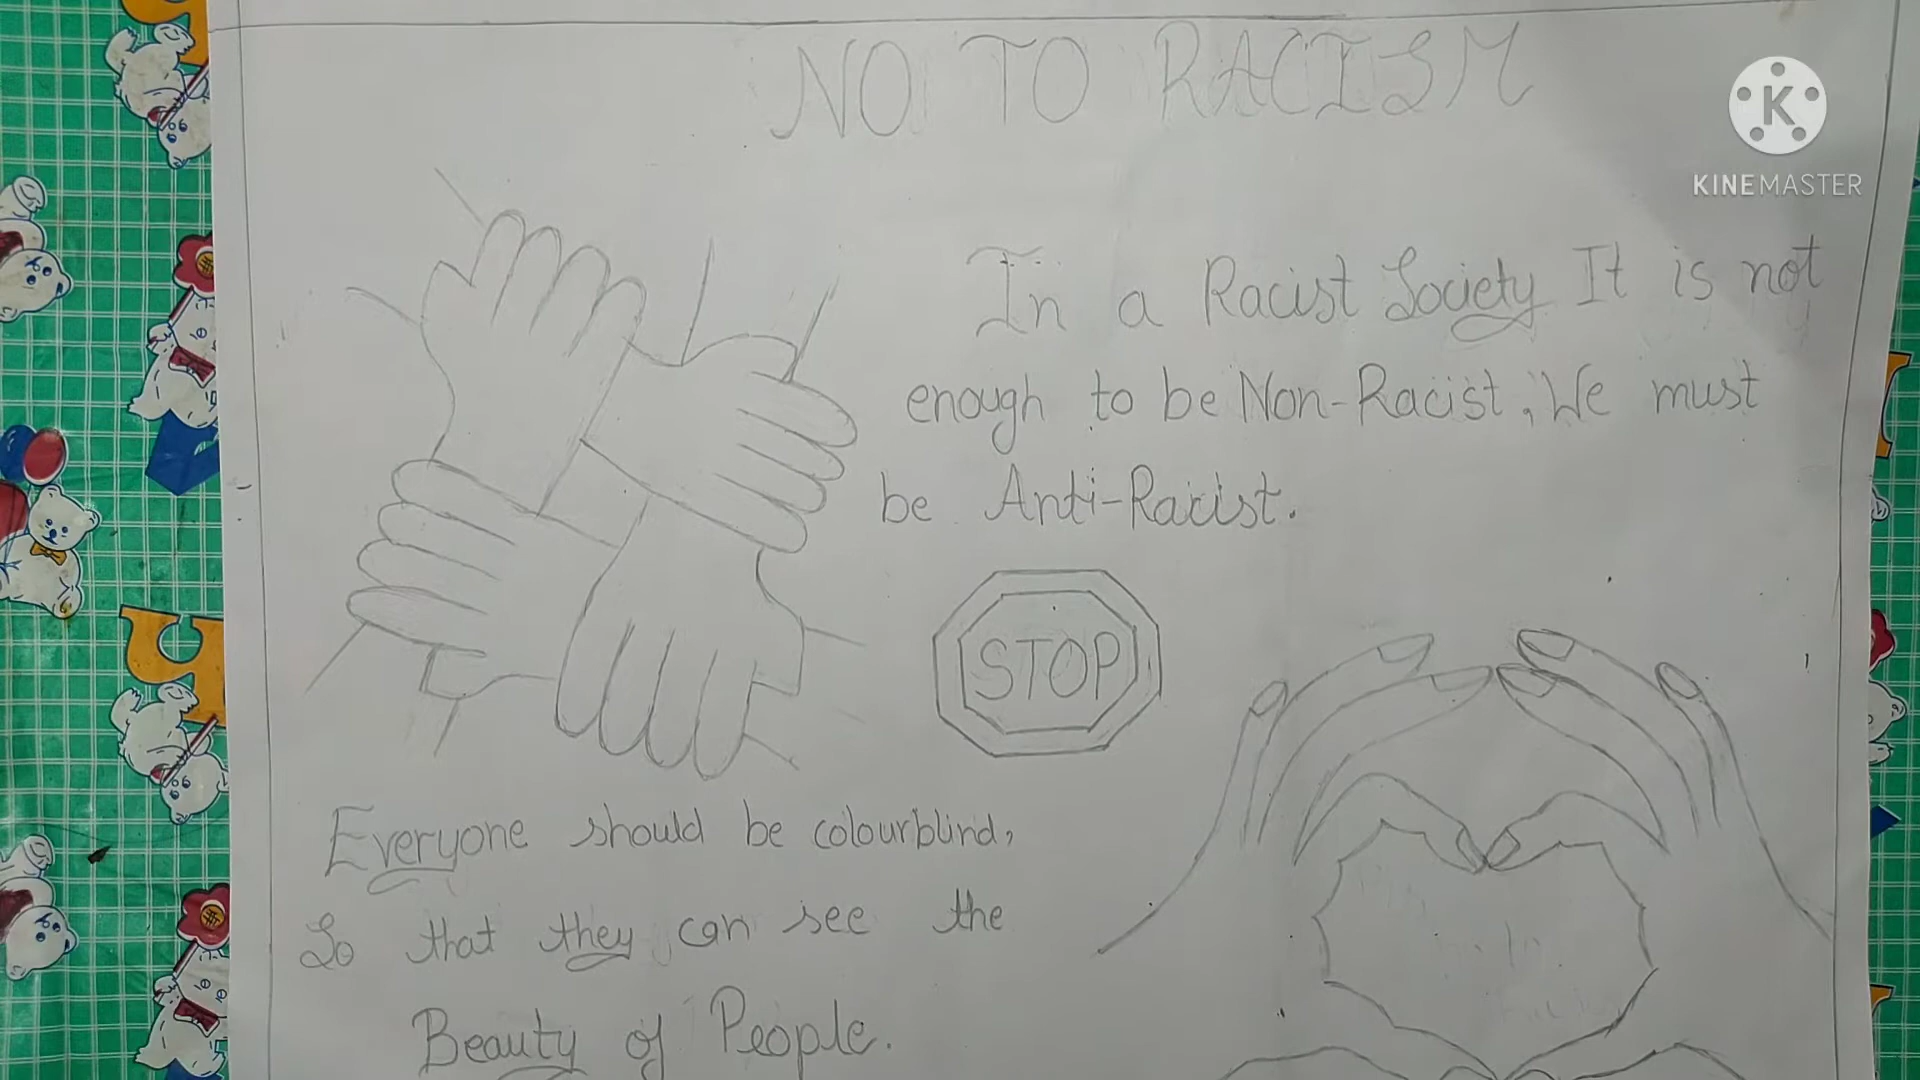 NO TO RACISM
KINEMASTER
In a Racist Society It is not
enough to be Non-Racist, We must
be Anti-Racist.
STOP
Everyone should be colourblind,
So that they can see the
Beauty of People.